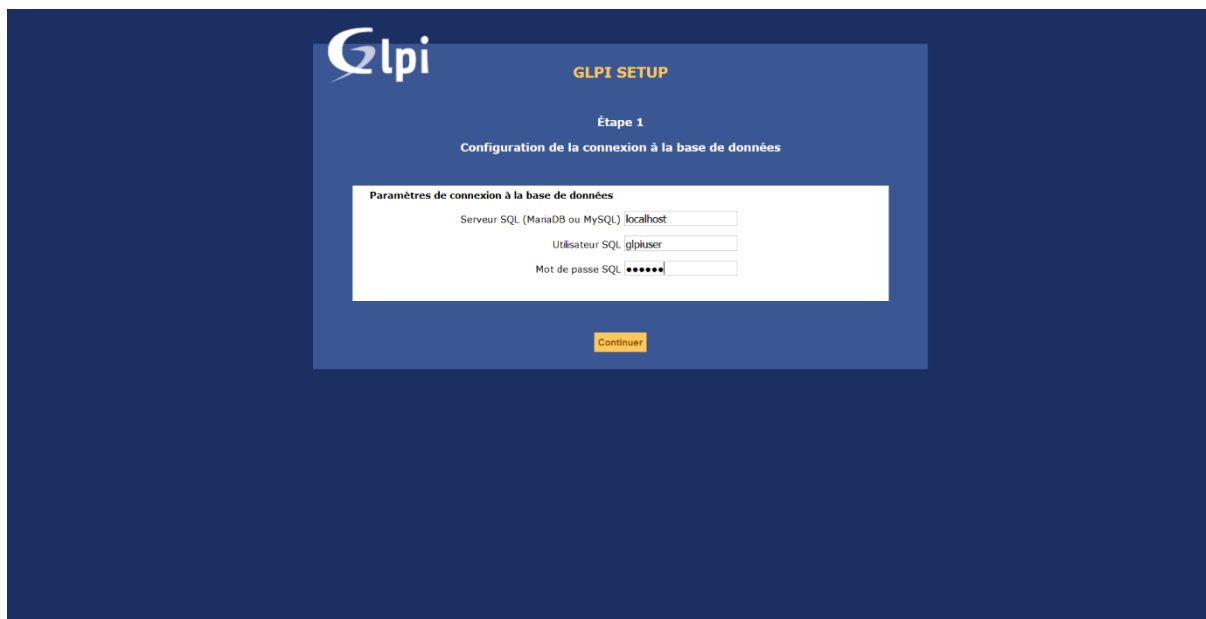 Glpi
GLPI SETUP
Étape 1
Configuration de la connexion à la base de données
Paramètres de connexion à la base de données
Serveur SQL (MariaDB ou MySQL) localhost
Utilisateur SQL glpiuser
Mot de passe SQL ●●●●●●
Continuer